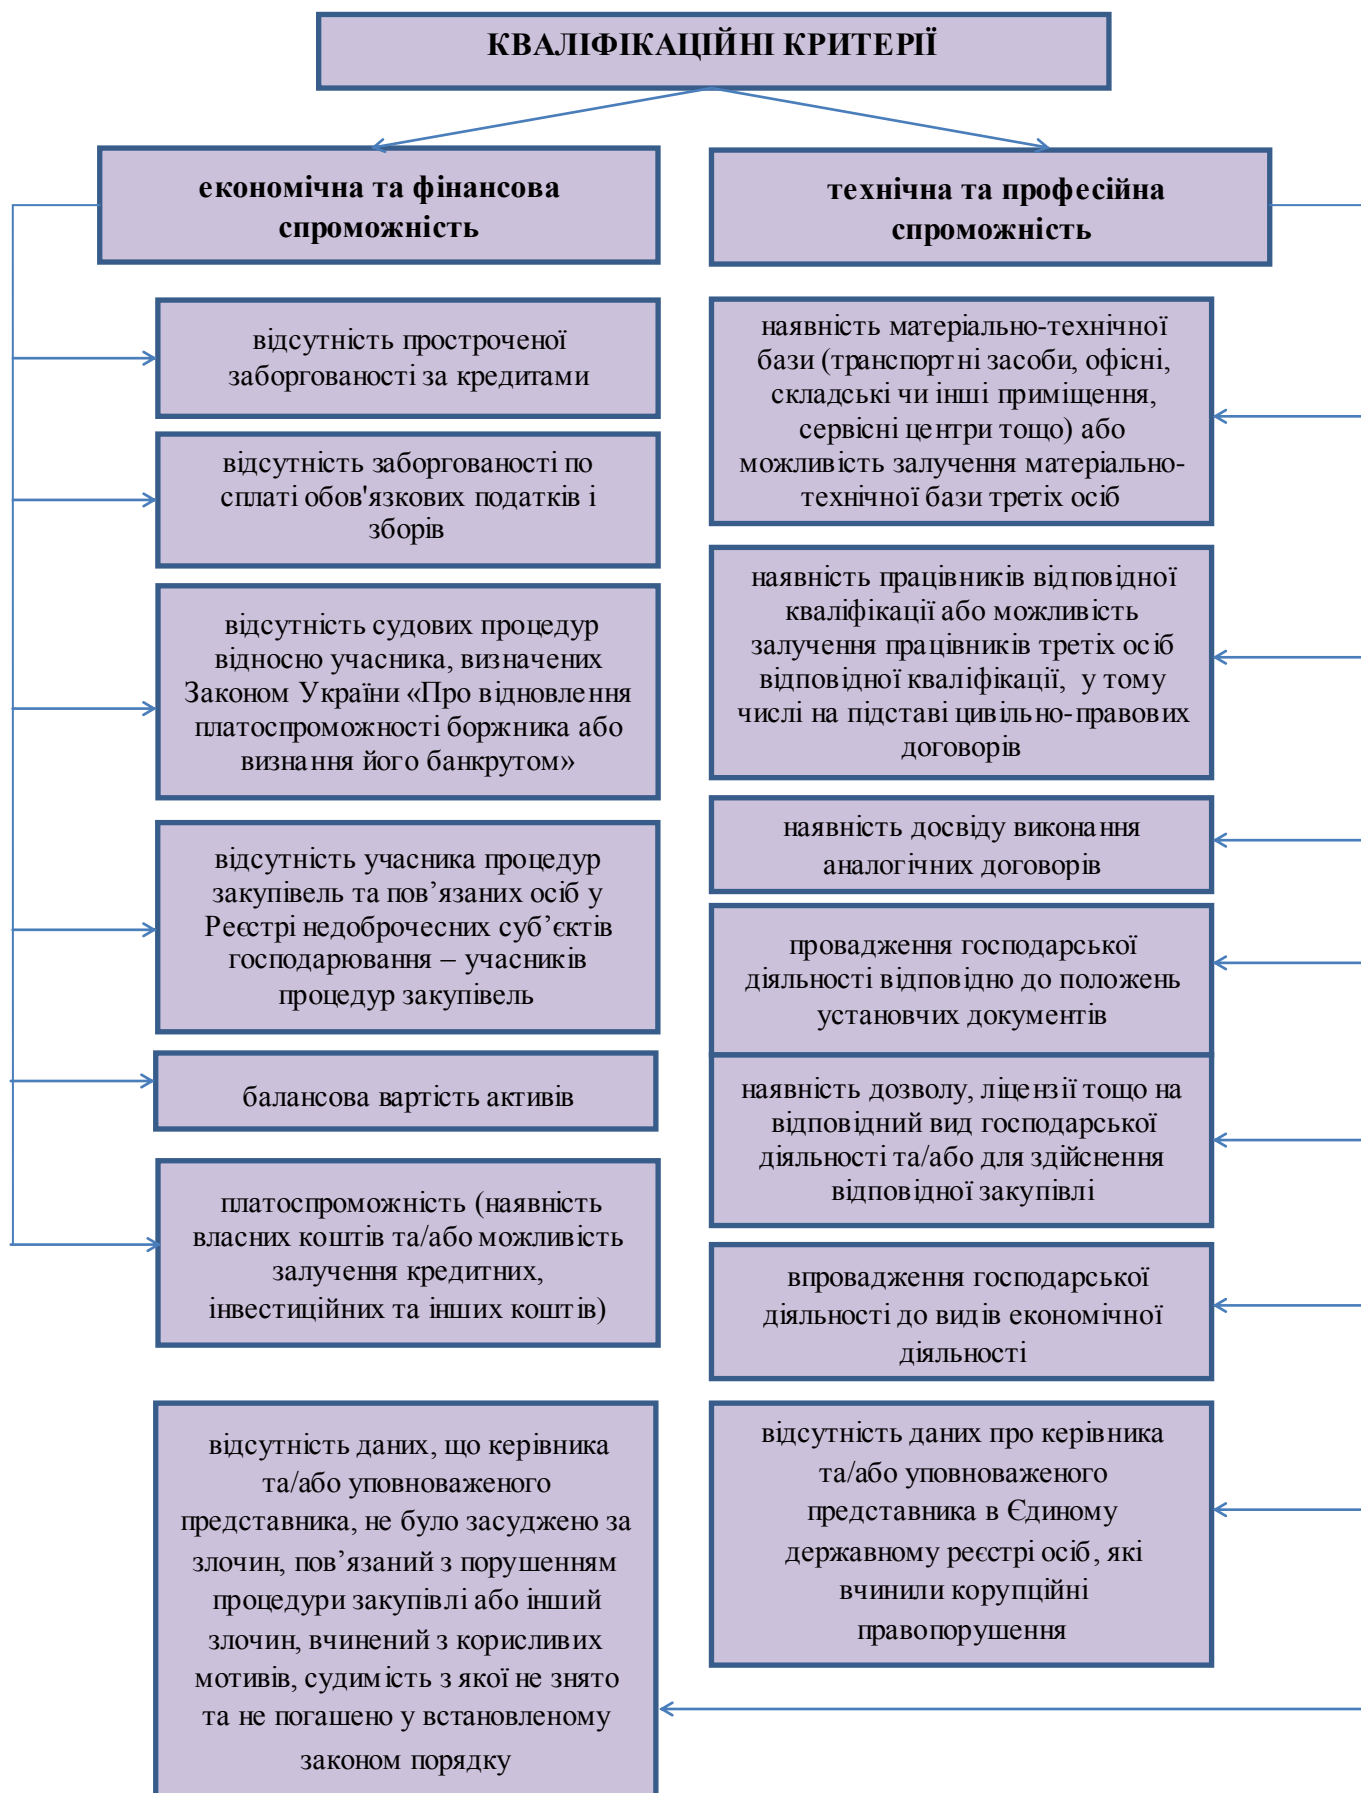 КВАЛІФІКАЦІЙНІ КРИТЕРІЇ
економічна та фінансова
спроможність
відсутність простроченої
заборгованості за кредитами
відсутність заборгованості по
сплаті обов'язкових податків і
зборів
відсутність судових процедур
відносно учасника, визначених
Законом України «Про відновлення
платоспроможності боржника або
визнання його банкрутом»
відсутність учасника процедур
закупівель та пов’язаних осіб у
Реєстрі недоброчесних суб’єктів
господарювання – учасників
процедур закупівель
балансова вартість активів
платоспроможність (наявність
власних коштів та/або можливість
залучення кредитних,
інвестиційних та інших коштів)
технічна та професійна
спроможність
наявність матеріально-технічної
бази (транспортні засоби, офісні,
складські чи інші приміщення,
сервісні центри тощо) або
можливість залучення матеріально-
технічної бази третіх осіб
наявність працівників відповідної
кваліфікації або можливість
залучення працівників третіх осіб
відповідної кваліфікації, у тому
числі на підставі цивільно-правових
договорів
наявність досвіду виконання
аналогічних договорів
провадження господарської
діяльності відповідно до положень
установчих документів
наявність дозволу, ліцензії тощо на
відповідний вид господарської
діяльності та/або для здійснення
відповідної закупівлі
впровадження господарської
діяльності до видів економічної
діяльності
відсутність даних про керівника
та/або уповноваженого
представника в Єдиному
державному реєстрі осіб, які
вчинили корупційні
правопорушення
відсутність даних, що керівника
та/або уповноваженого
представника, не було засуджено за
злочин, пов’язаний з порушенням
процедури закупівлі або інший
злочин, вчинений з корисливих
мотивів, судимість з якої не знято
та не погашено у встановленому
законом порядку